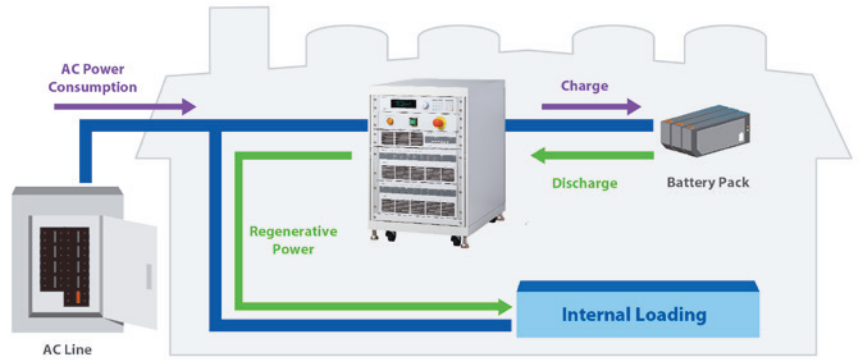 AC Power
Consumption
Charge
Discharge
Battery Pack
Regenerative
Power
Internal Loading
AC Line